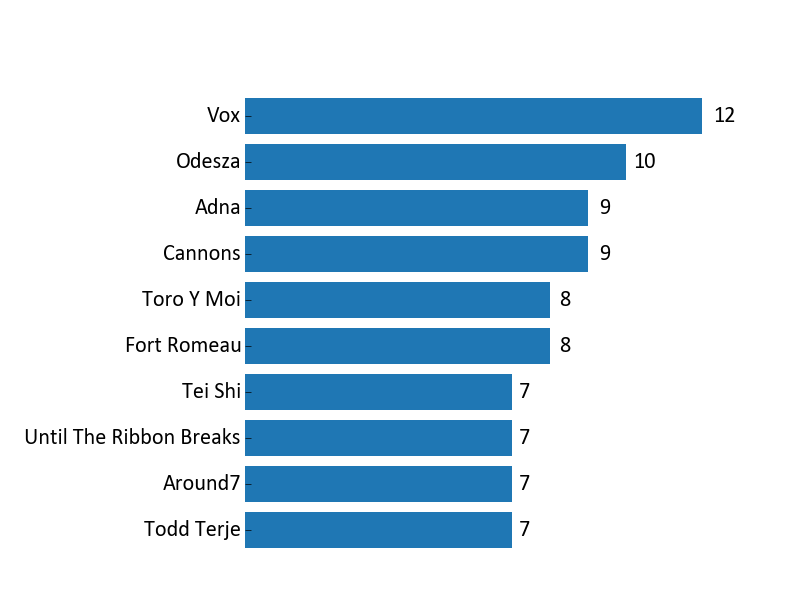 Vox 12
Odesza 10
Adna 9
Cannons 9
Toro Y Moi 8
Fort Romeau 8
Tei Shi 7
Until The Ribbon Breaks 7
Around7 7
Todd Terje 7